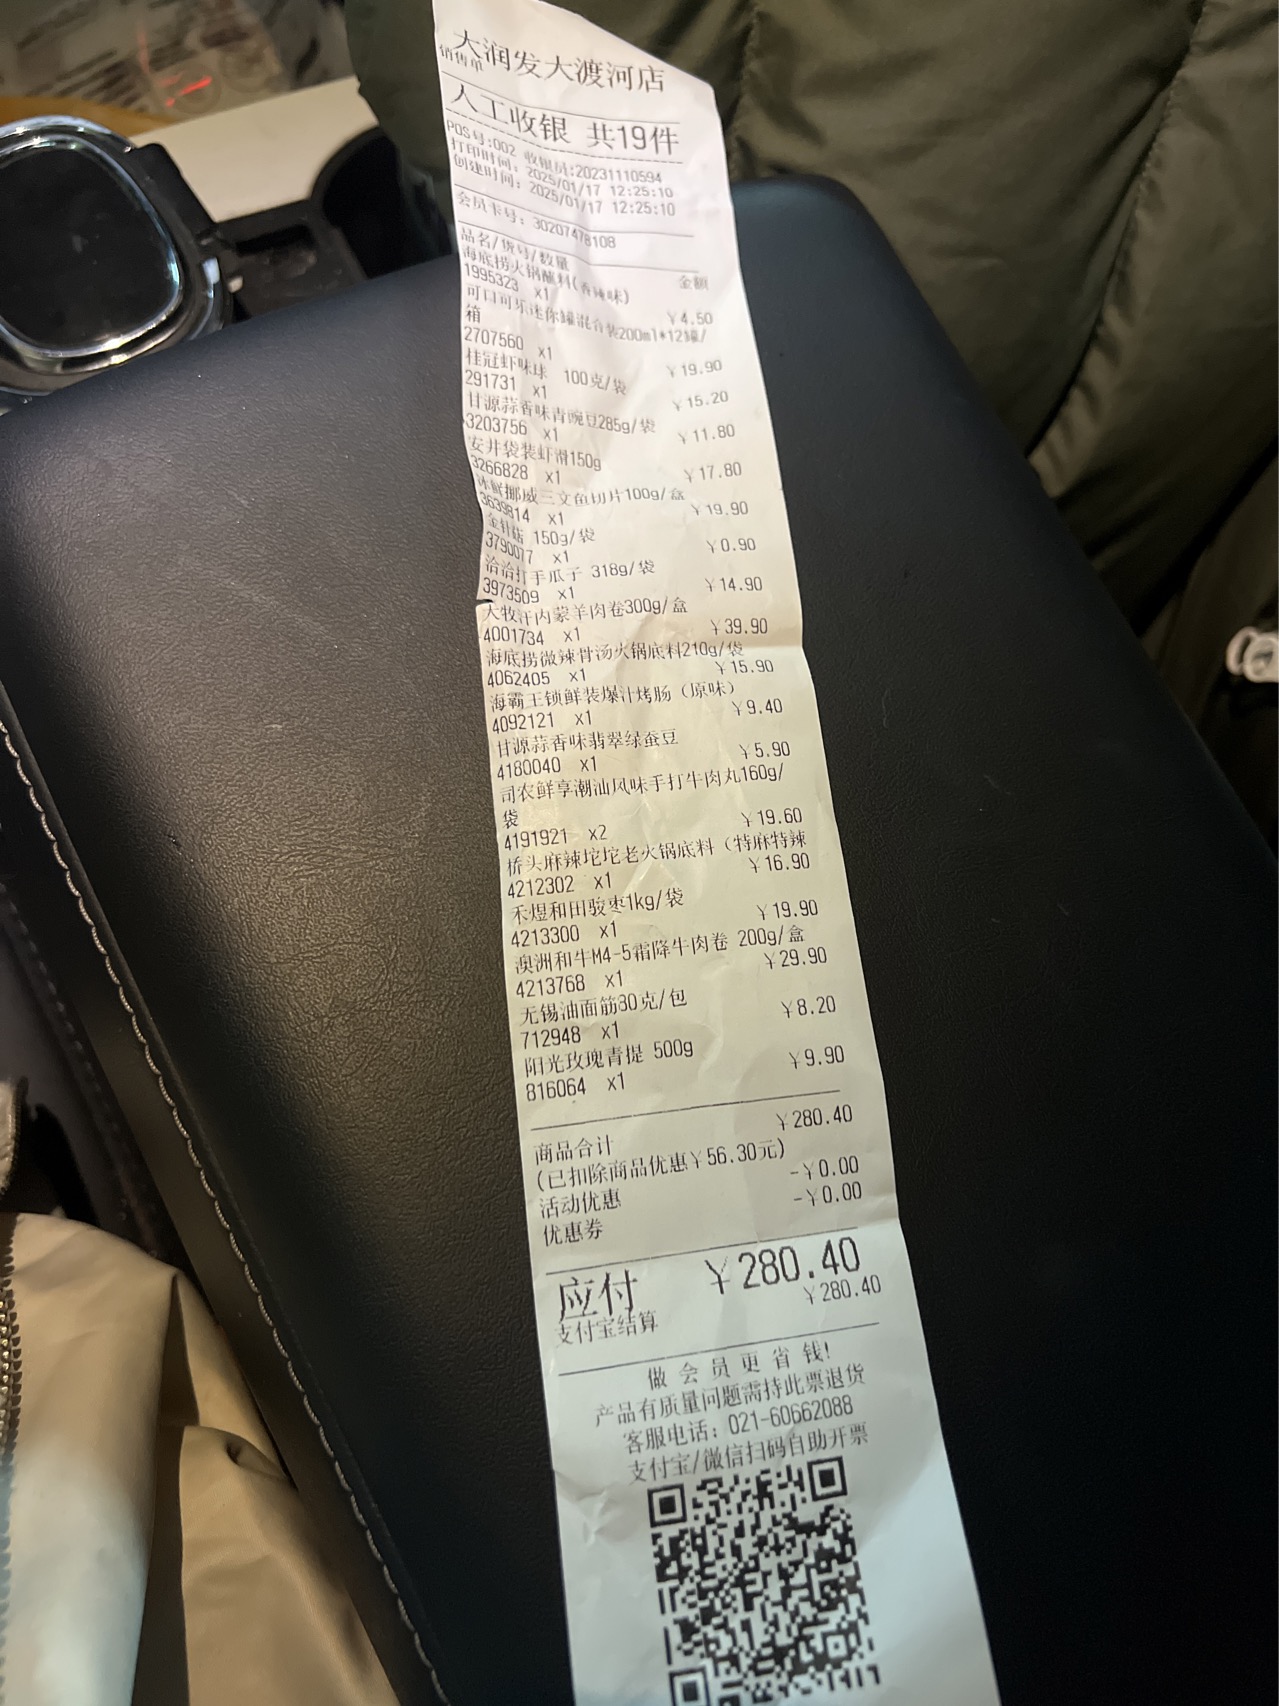 大润发大渡河店
销售单
人工收银 共19件
POS号:002 收银员:20231110594
打印时间: 2025/01/17 12:25:10
创建时间: 2025/01/17 12:25:10
会员卡号: 30207478108
品名/货号/数量 金额
海底捞火锅蘸料(香辣味)
1995323 x1 ￥4.50
可口可乐迷你罐混合装200ml*12罐/
箱
2707560 x1 ￥19.90
桂冠虾味球 100克/袋
291731 x1 ￥15.20
甘源蒜香味青豌豆285g/袋
3203756 x1 ￥11.80
安井袋装虾滑150g
3266828 x1 ￥17.80
冰鲜挪威三文鱼切片100g/盒
3639814 x1 ￥19.90
金针菇 150g/袋
3790077 x1 ￥0.90
洽洽打手瓜子 318g/袋
3973509 x1 ￥14.90
大牧汗内蒙羊肉卷300g/盒
4001734 x1 ￥39.90
海底捞微辣骨汤火锅底料210g/袋
4062405 x1 ￥15.90
海霸王锁鲜装爆汁烤肠（原味）
4092121 x1 ￥9.40
甘源蒜香味翡翠绿蚕豆
4180040 x1 ￥5.90
司农鲜享潮汕风味手打牛肉丸160g/
袋
4191921 x2 ￥19.60
桥头麻辣坨坨老火锅底料（特麻特辣
4212302 x1 ￥16.90
禾煜和田骏枣1kg/袋
4213300 x1 ￥19.90
澳洲和牛M4-5霜降牛肉卷 200g/盒
4213768 x1 ￥29.90
无锡油面筋80克/包
712948 x1 ￥8.20
阳光玫瑰青提 500g
816064 x1 ￥9.90
商品合计 ￥280.40
(已扣除商品优惠￥56.30元)
活动优惠 -￥0.00
优惠券 -￥0.00
应付 ￥280.40
支付宝结算 ￥280.40
做会员更省钱!
产品有质量问题需持此票退货
客服电话: 021-60662088
支付宝/微信扫码自助开票